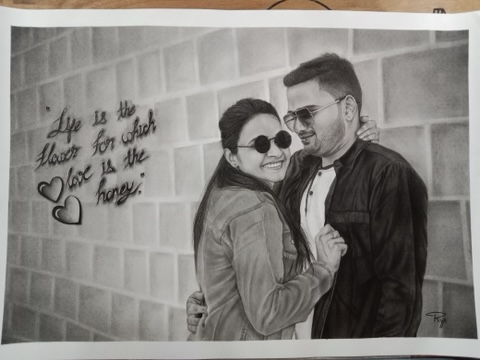 "Life is the
flower for which
love is the
honey."